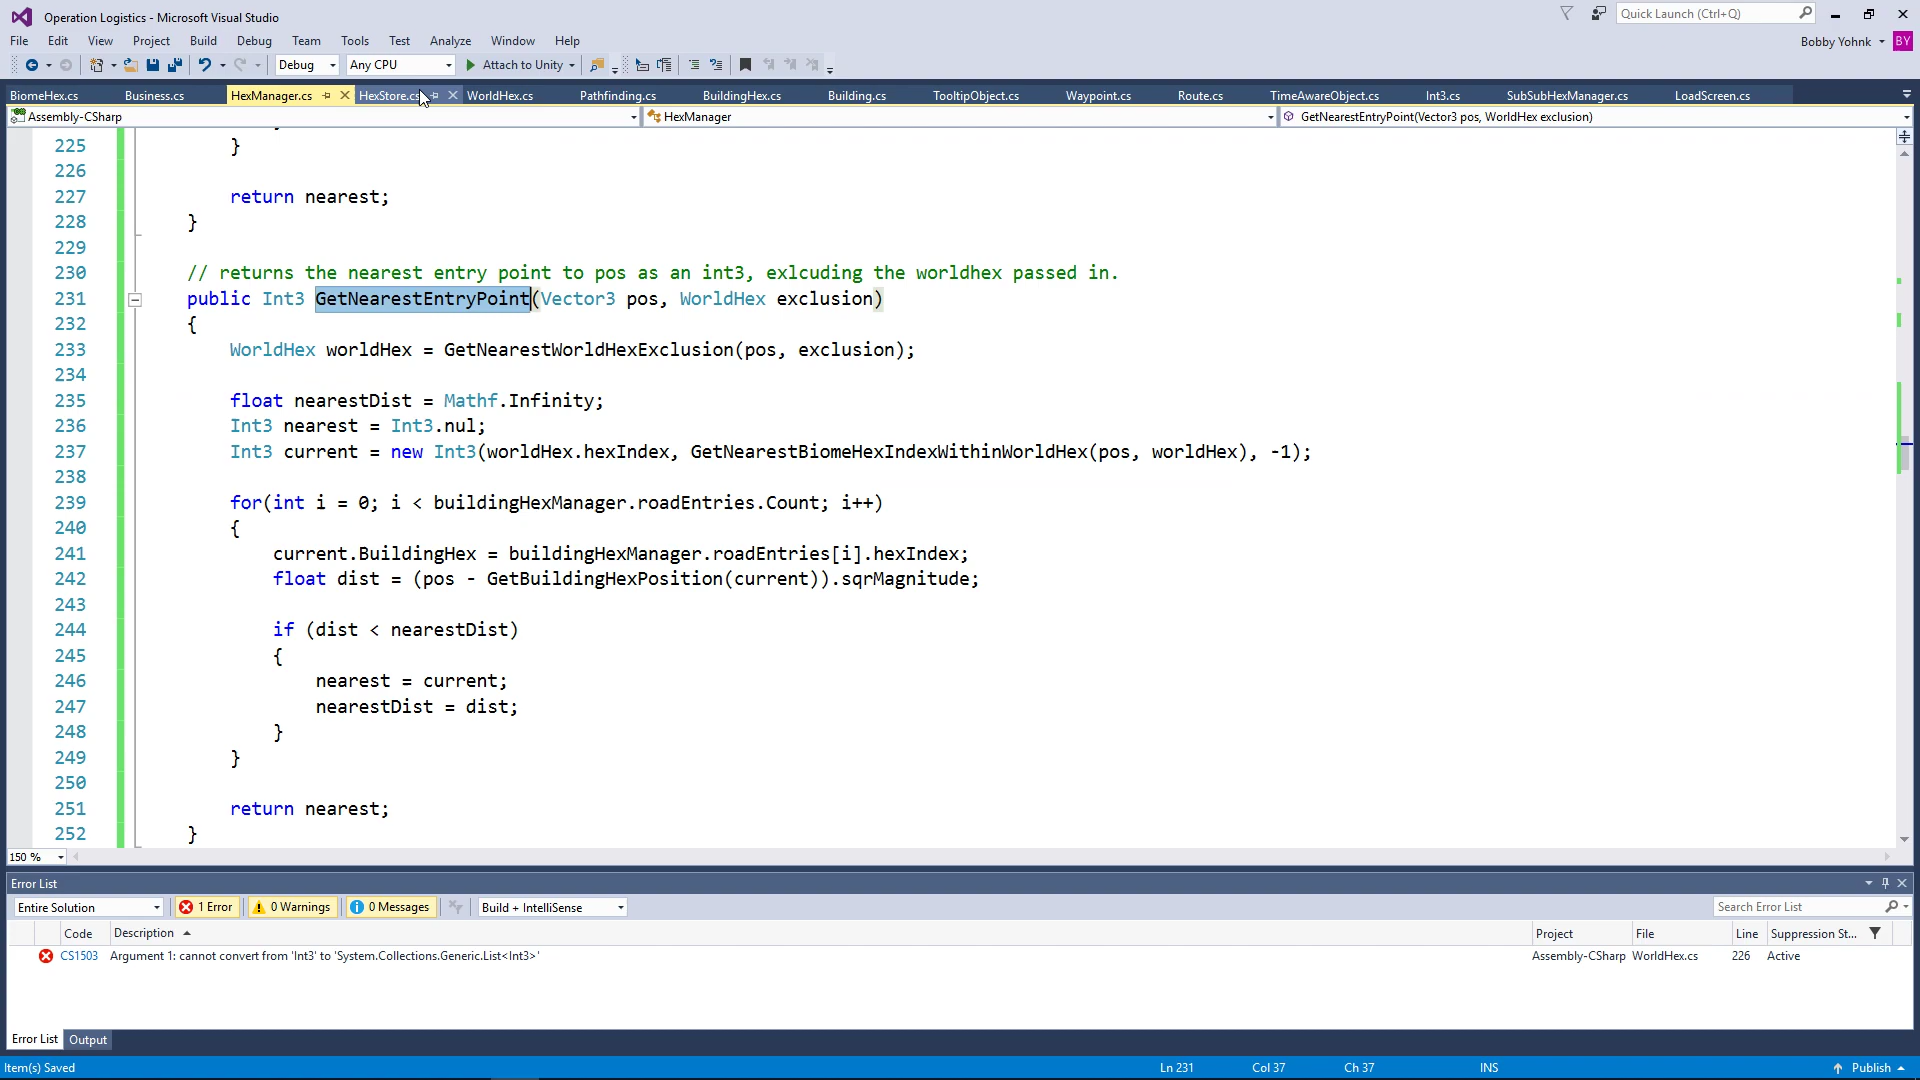 Operation Logistics - Microsoft Visual Studio
Quick Launch (Ctrl+Q)
File Edit View Project Build Debug Team Tools Test Analyze Window Help
Bobby Yohnk BY
Debug Any CPU Attach to Unity
BiomeHex.cs Business.cs HexManager.cs HexStore.cs WorldHex.cs Pathfinding.cs BuildingHex.cs Building.cs TooltipObject.cs Waypoint.cs Route.cs TimeAwareObject.cs Int3.cs SubSubHexManager.cs LoadScreen.cs
Assembly-CSharp HexManager GetNearestEntryPoint(Vector3 pos, WorldHex exclusion)
225 }
226
227 return nearest;
228 }
229
230 // returns the nearest entry point to pos as an int3, exlcuding the worldhex passed in.
231 public Int3 GetNearestEntryPoint(Vector3 pos, WorldHex exclusion)
232 {
233 WorldHex worldHex = GetNearestWorldHexExclusion(pos, exclusion);
234
235 float nearestDist = Mathf.Infinity;
236 Int3 nearest = Int3.nul;
237 Int3 current = new Int3(worldHex.hexIndex, GetNearestBiomeHexIndexWithinWorldHex(pos, worldHex), -1);
238
239 for(int i = 0; i < buildingHexManager.roadEntries.Count; i++)
240 {
241 current.BuildingHex = buildingHexManager.roadEntries[i].hexIndex;
242 float dist = (pos - GetBuildingHexPosition(current)).sqrMagnitude;
243
244 if (dist < nearestDist)
245 {
246 nearest = current;
247 nearestDist = dist;
248 }
249 }
250
251 return nearest;
252 }
150 %
Error List
Entire Solution 1 Error 0 Warnings 0 Messages Build + IntelliSense Search Error List
Code Description Project File Line Suppression St...
CS1503 Argument 1: cannot convert from 'Int3' to 'System.Collections.Generic.List<Int3>' Assembly-CSharp WorldHex.cs 226 Active
Error List Output
Item(s) Saved Ln 231 Col 37 Ch 37 INS Publish